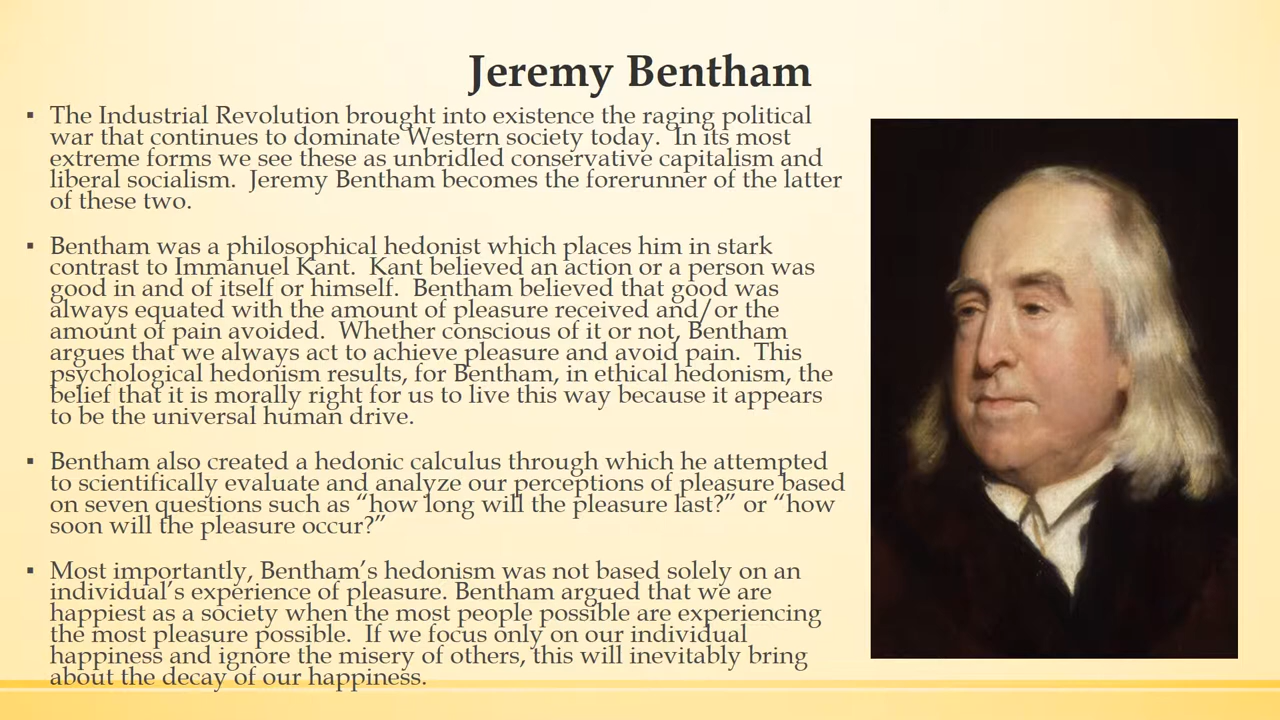 Jeremy Bentham
▪ The Industrial Revolution brought into existence the raging political
war that continues to dominate Western society today.  In its most
extreme forms we see these as unbridled conservative capitalism and
liberal socialism.  Jeremy Bentham becomes the forerunner of the latter
of these two.
▪ Bentham was a philosophical hedonist which places him in stark
contrast to Immanuel Kant.  Kant believed an action or a person was
good in and of itself or himself.  Bentham believed that good was
always equated with the amount of pleasure received and/or the
amount of pain avoided.  Whether conscious of it or not, Bentham
argues that we always act to achieve pleasure and avoid pain.  This
psychological hedonism results, for Bentham, in ethical hedonism, the
belief that it is morally right for us to live this way because it appears
to be the universal human drive.
▪ Bentham also created a hedonic calculus through which he attempted
to scientifically evaluate and analyze our perceptions of pleasure based
on seven questions such as “how long will the pleasure last?” or “how
soon will the pleasure occur?”
▪ Most importantly, Bentham’s hedonism was not based solely on an
individual’s experience of pleasure. Bentham argued that we are
happiest as a society when the most people possible are experiencing
the most pleasure possible.  If we focus only on our individual
happiness and ignore the misery of others, this will inevitably bring
about the decay of our happiness.